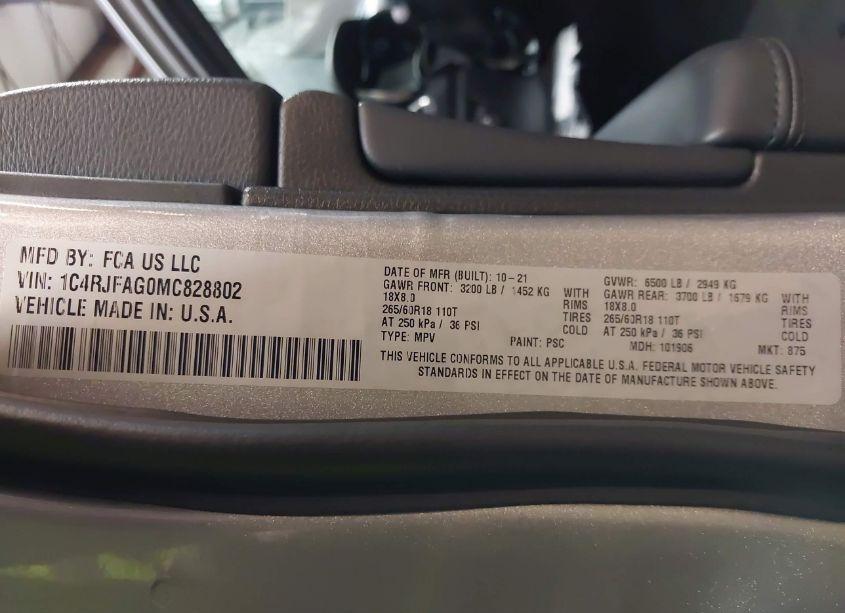 MFD BY: FCA US LLC
VIN: 1C4RJFAG0MC828802
VEHICLE MADE IN: U.S.A.
DATE OF MFR (BUILT): 10-21 GVWR: 6500 LB / 2949 KG
GAWR FRONT: 3200 LB / 1452 KG WITH GAWR REAR: 3700 LB / 1679 KG WITH
18X8.0 RIMS 18X8.0 RIMS
265/60R18 110T TIRES 265/60R18 110T TIRES
AT 250 kPa / 36 PSI COLD AT 250 kPa / 36 PSI COLD
TYPE: MPV PAINT: PSC MDH: 101906 MKT: 875
THIS VEHICLE CONFORMS TO ALL APPLICABLE U.S.A. FEDERAL MOTOR VEHICLE SAFETY
STANDARDS IN EFFECT ON THE DATE OF MANUFACTURE SHOWN ABOVE.